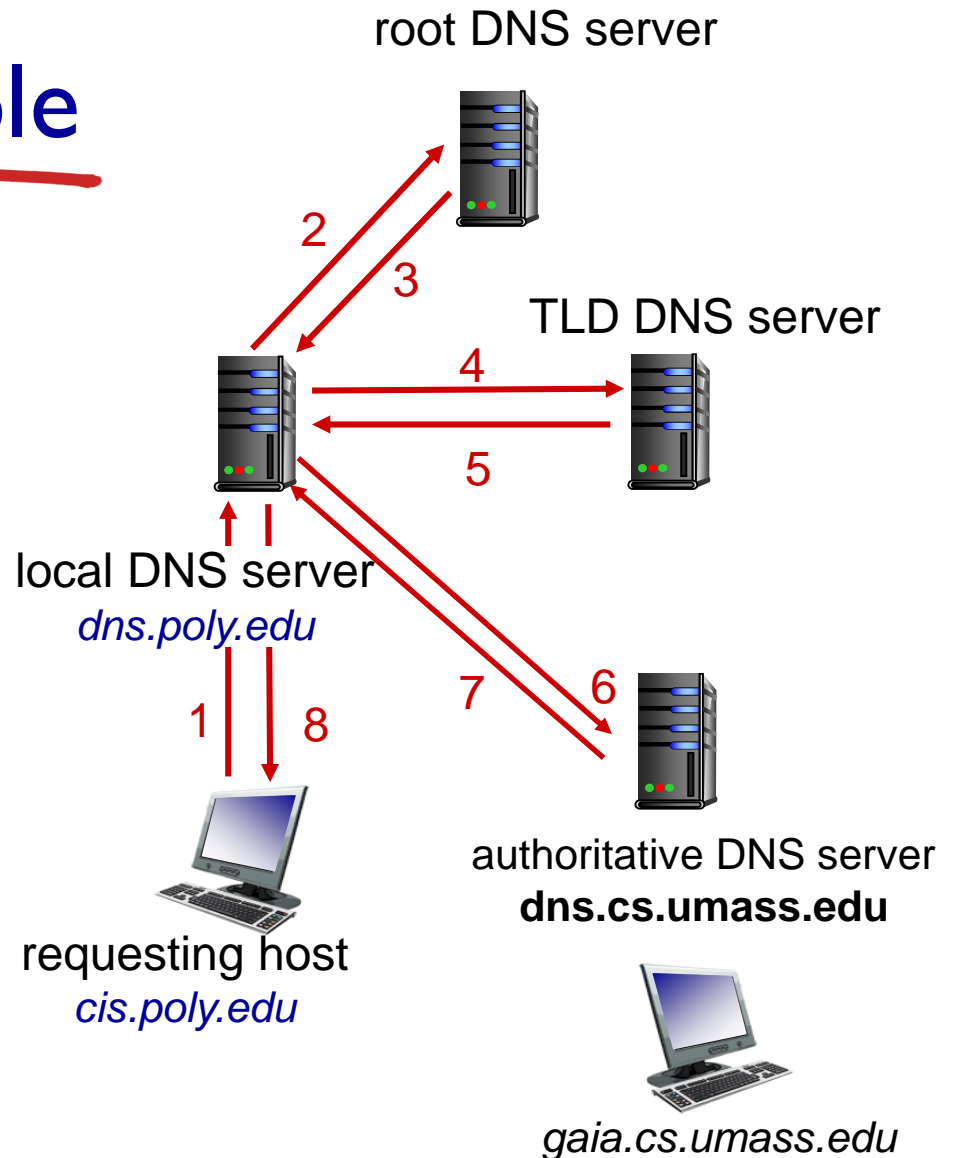 root DNS server
ple
2
3
TLD DNS server
4
5
local DNS server
dns.poly.edu
7
6
1
8
authoritative DNS server
dns.cs.umass.edu
requesting host
cis.poly.edu
gaia.cs.umass.edu